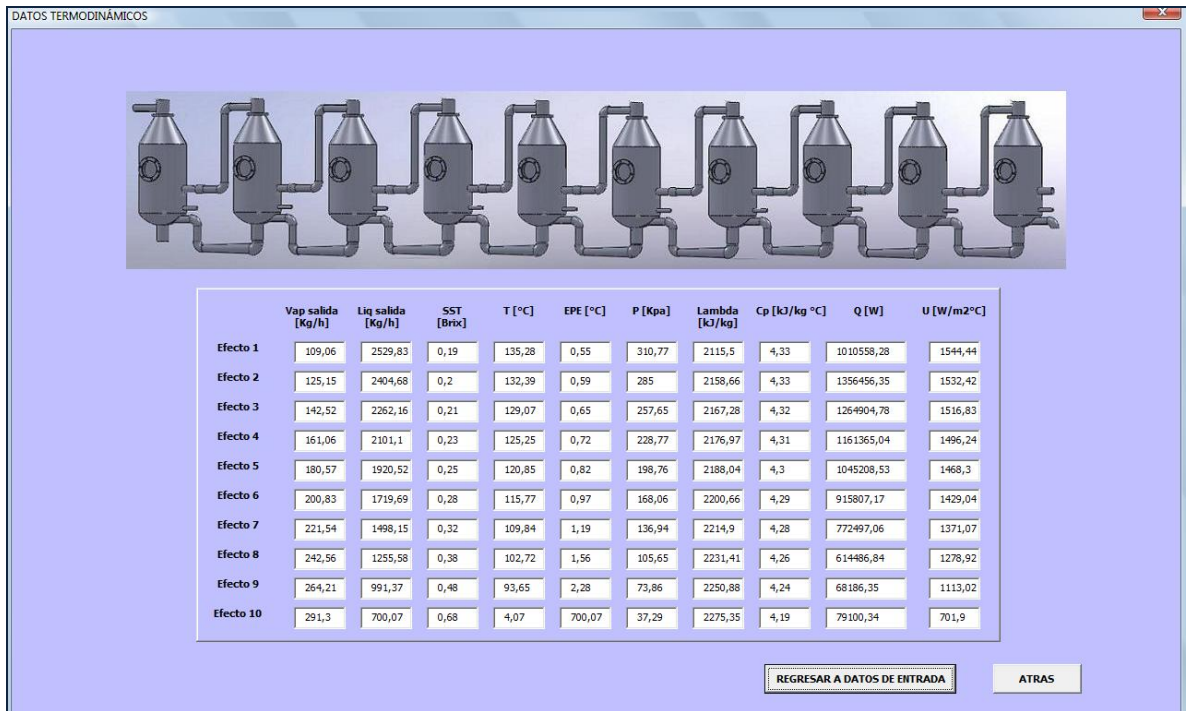 DATOS TERMODINÁMICOS
Vap salida [Kg/h] Liq salida [Kg/h] SST [Brix] T [°C] EPE [°C] P [Kpa] Lambda [kJ/kg] Cp [kJ/kg °C] Q [W] U [W/m2°C]
Efecto 1 109,06 2529,83 0,19 135,28 0,55 310,77 2115,5 4,33 1010558,28 1544,44
Efecto 2 125,15 2404,68 0,2 132,39 0,59 285 2158,66 4,33 1356456,35 1532,42
Efecto 3 142,52 2262,16 0,21 129,07 0,65 257,65 2167,28 4,32 1264904,78 1516,83
Efecto 4 161,06 2101,1 0,23 125,25 0,72 228,77 2176,97 4,31 1161365,04 1496,24
Efecto 5 180,57 1920,52 0,25 120,85 0,82 198,76 2188,04 4,3 1045208,53 1468,3
Efecto 6 200,83 1719,69 0,28 115,77 0,97 168,06 2200,66 4,29 915807,17 1429,04
Efecto 7 221,54 1498,15 0,32 109,84 1,19 136,94 2214,9 4,28 772497,06 1371,07
Efecto 8 242,56 1255,58 0,38 102,72 1,56 105,65 2231,41 4,26 614486,84 1278,92
Efecto 9 264,21 991,37 0,48 93,65 2,28 73,86 2250,88 4,24 68186,35 1113,02
Efecto 10 291,3 700,07 0,68 4,07 700,07 37,29 2275,35 4,19 79100,34 701,9
REGRESAR A DATOS DE ENTRADA ATRAS